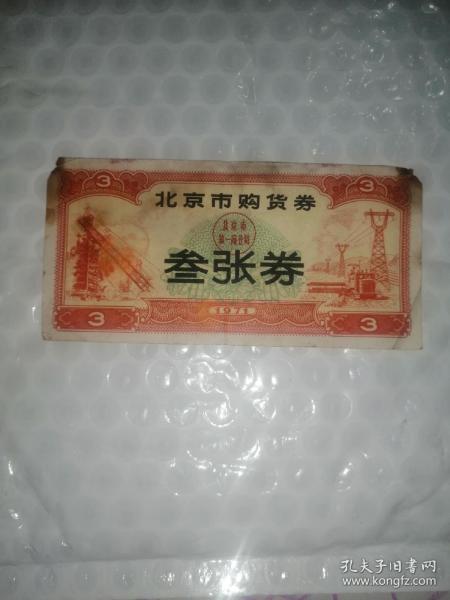 3
3
北京市购货券
北京市
第一商业局
叁张券
3
1971
3
孔夫子旧书网
www.kongfz.com